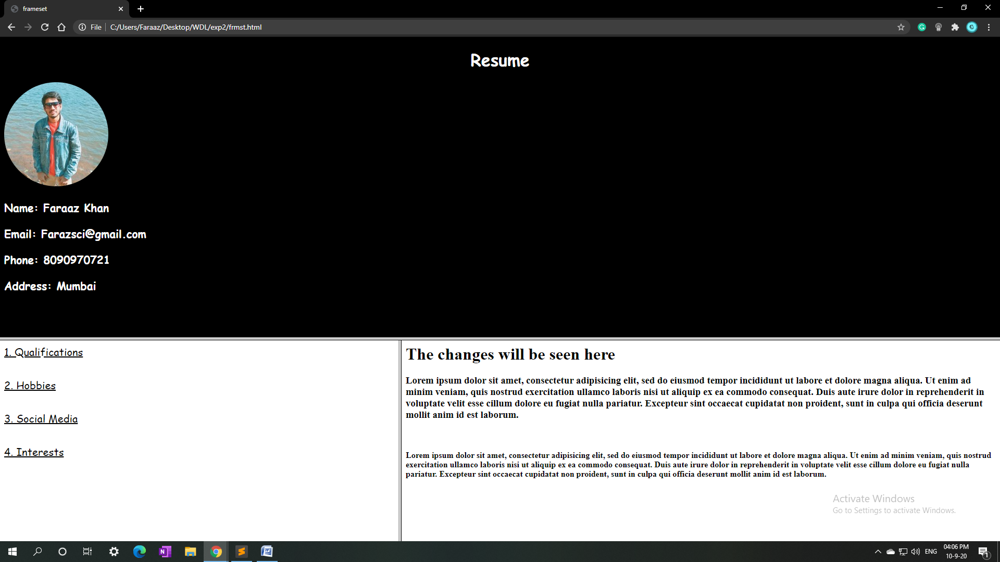 frameset
File
C:/Users/Faraaz/Desktop/WDL/exp2/frmst.html
Resume
Name: Faraaz Khan
Email: Farazsci@gmail.com
Phone: 8090970721
Address: Mumbai
1. Qualifications
2. Hobbies
3. Social Media
4. Interests
The changes will be seen here
Lorem ipsum dolor sit amet, consectetur adipisicing elit, sed do eiusmod tempor incididunt ut labore et dolore magna aliqua. Ut enim ad
minim veniam, quis nostrud exercitation ullamco laboris nisi ut aliquip ex ea commodo consequat. Duis aute irure dolor in reprehenderit in
voluptate velit esse cillum dolore eu fugiat nulla pariatur. Excepteur sint occaecat cupidatat non proident, sunt in culpa qui officia deserunt
mollit anim id est laborum.
Lorem ipsum dolor sit amet, consectetur adipisicing elit, sed do eiusmod tempor incididunt ut labore et dolore magna aliqua. Ut enim ad minim veniam, quis nostrud
exercitation ullamco laboris nisi ut aliquip ex ea commodo consequat. Duis aute irure dolor in reprehenderit in voluptate velit esse cillum dolore eu fugiat nulla
pariatur. Excepteur sint occaecat cupidatat non proident, sunt in culpa qui officia deserunt mollit anim id est laborum.
Activate Windows
Go to Settings to activate Windows.
ENG
04:06 PM
10-9-20
1